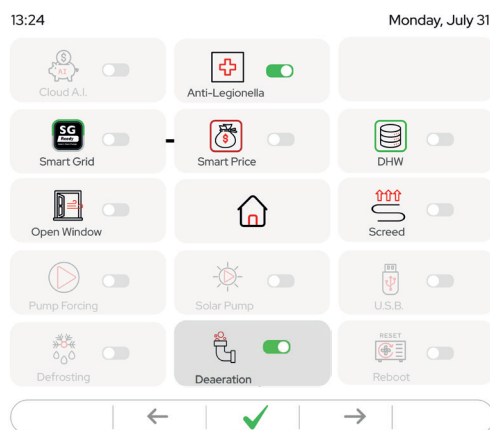 13:24 Monday, July 31
$
AI
Cloud A.I.
Anti-Legionella
SG
Ready
Smart Grid
$
Smart Price
DHW
Open Window
Screed
Pump Forcing
Solar Pump
U.S.B.
Defrosting
Deaeration
RESET
Reboot